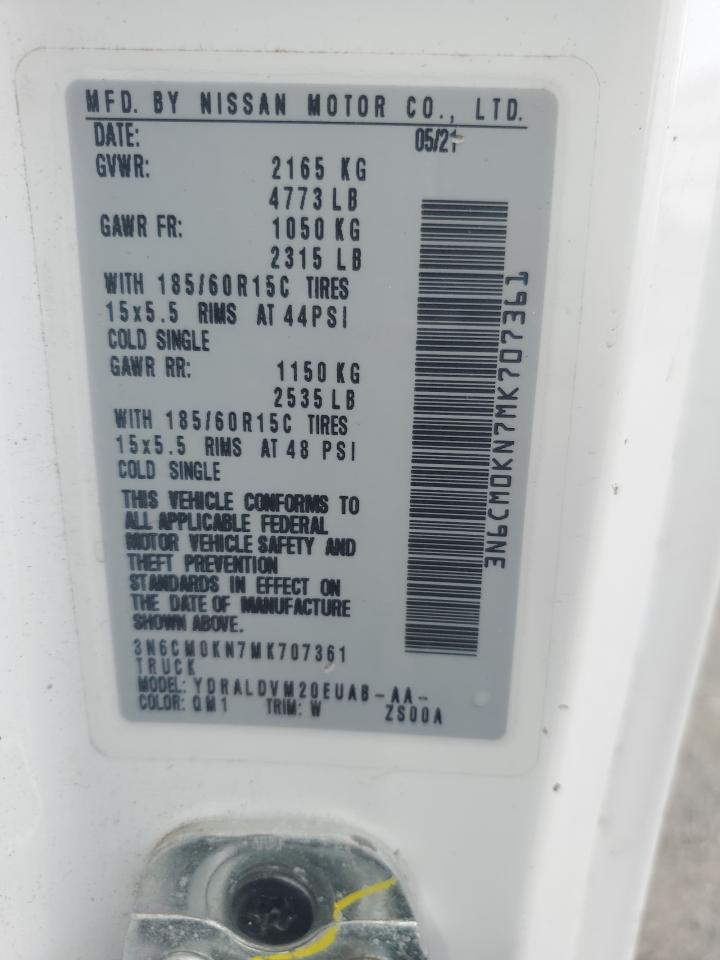 MFD. BY NISSAN MOTOR CO., LTD.
DATE: 05/21
GVWR: 2165 KG
4773 LB
GAWR FR: 1050 KG
2315 LB
WITH 185/60R15C TIRES
15x5.5 RIMS AT 44PSI
COLD SINGLE
GAWR RR: 1150 KG
2535 LB
WITH 185/60R15C TIRES
15x5.5 RIMS AT 48 PSI
COLD SINGLE
THIS VEHICLE CONFORMS TO
ALL APPLICABLE FEDERAL
MOTOR VEHICLE SAFETY AND
THEFT PREVENTION
STANDARDS IN EFFECT ON
THE DATE OF MANUFACTURE
SHOWN ABOVE.
3N6CM0KN7MK707361
TRUCK
MODEL: YDRALDVM20EUAB-AA-
COLOR: QM1 TRIM: W ZS00A
3N6CM0KN7MK707361